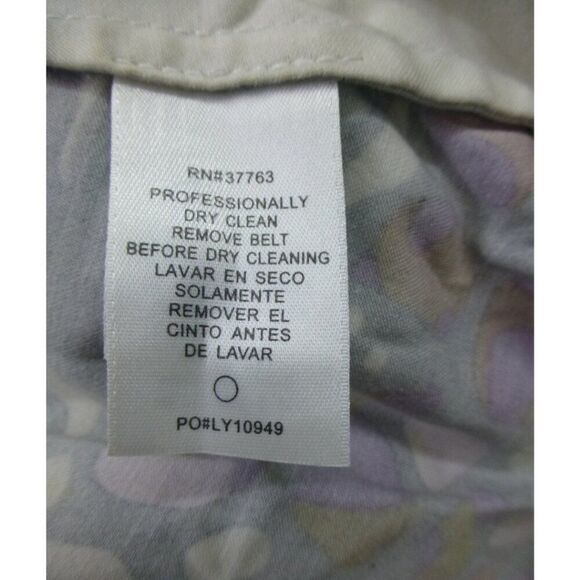 RN#37763
PROFESSIONALLY
DRY CLEAN
REMOVE BELT
BEFORE DRY CLEANING
LAVAR EN SECO
SOLAMENTE
REMOVER EL
CINTO ANTES
DE LAVAR
PO#LY10949